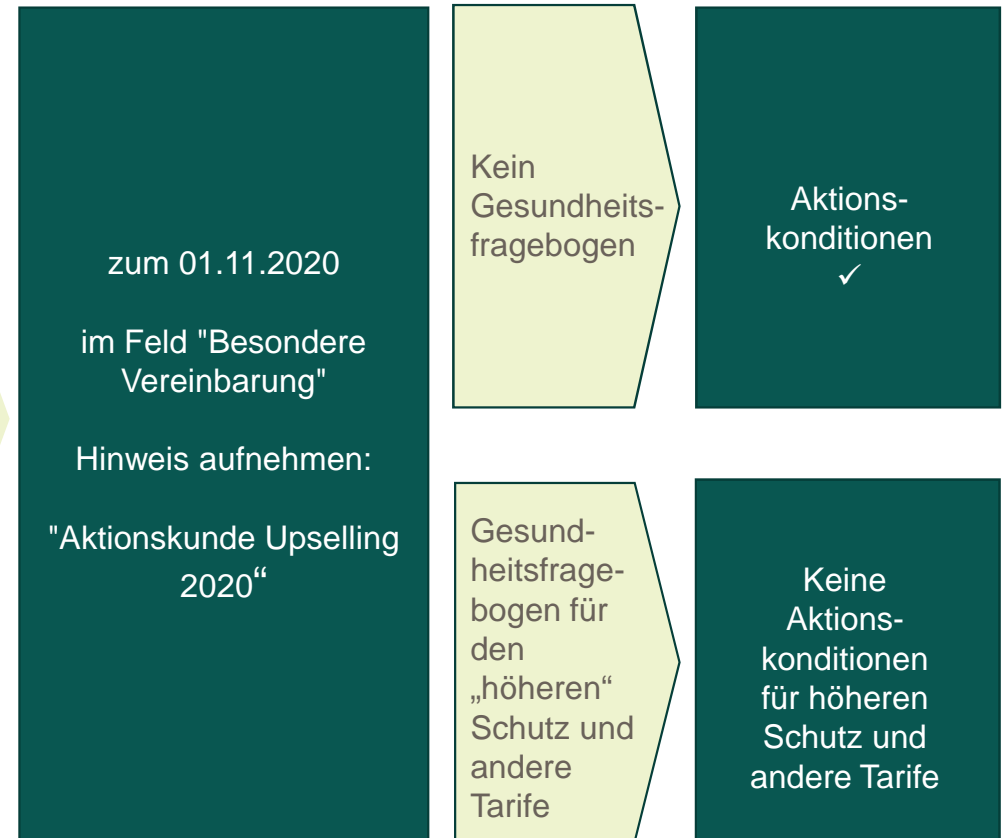 zum 01.11.2020
im Feld "Besondere
Vereinbarung"
Hinweis aufnehmen:
"Aktionskunde Upselling
2020“
Kein
Gesundheits-
fragebogen
Aktions-
konditionen
✓
Gesund-
heitsfrage-
bogen für
den
„höheren“
Schutz und
andere
Tarife
Keine
Aktions-
konditionen
für höheren
Schutz und
andere Tarife